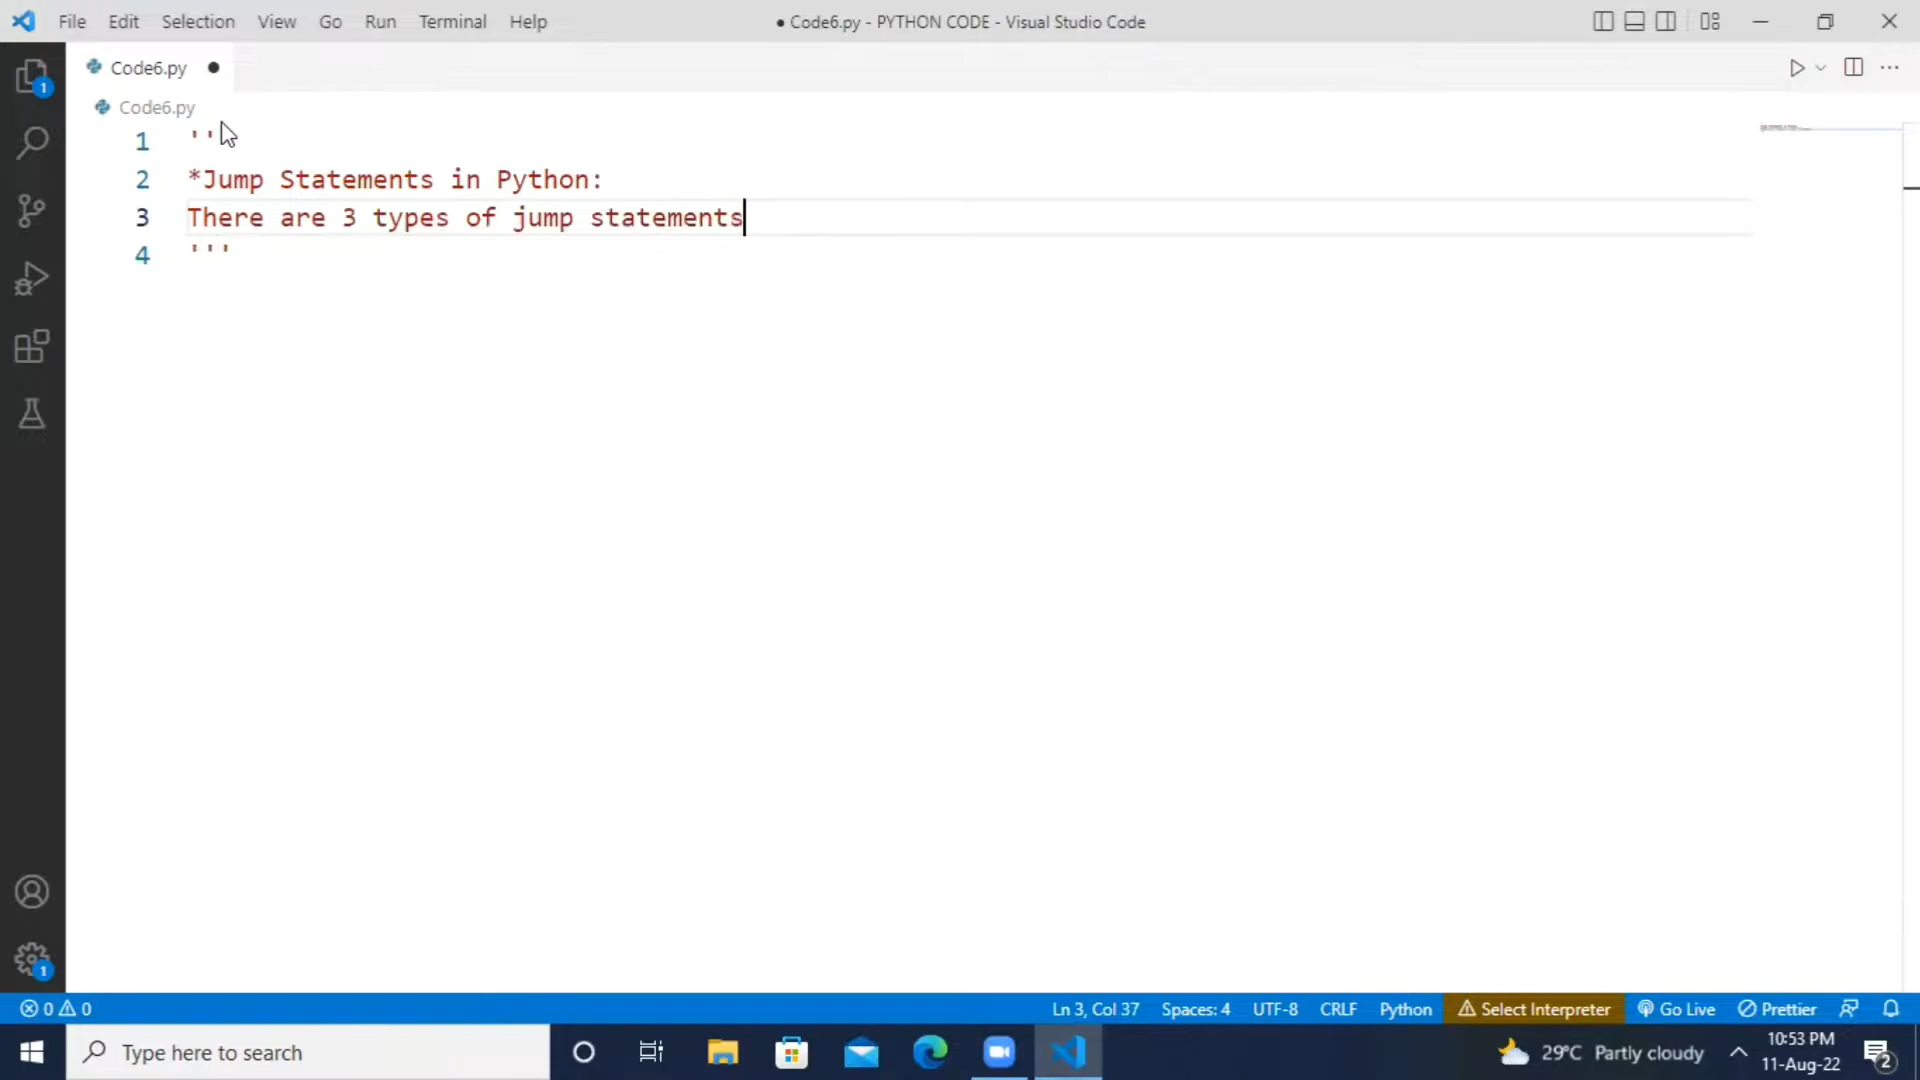 File Edit Selection View Go Run Terminal Help
● Code6.py - PYTHON CODE - Visual Studio Code
Code6.py ●
Code6.py
1 ''
2 *Jump Statements in Python:
3 There are 3 types of jump statements
4 '''
1
1
0 0
Ln 3, Col 37 Spaces: 4 UTF-8 CRLF Python Select Interpreter Go Live Prettier
Type here to search
29°C Partly cloudy
10:53 PM
11-Aug-22
2